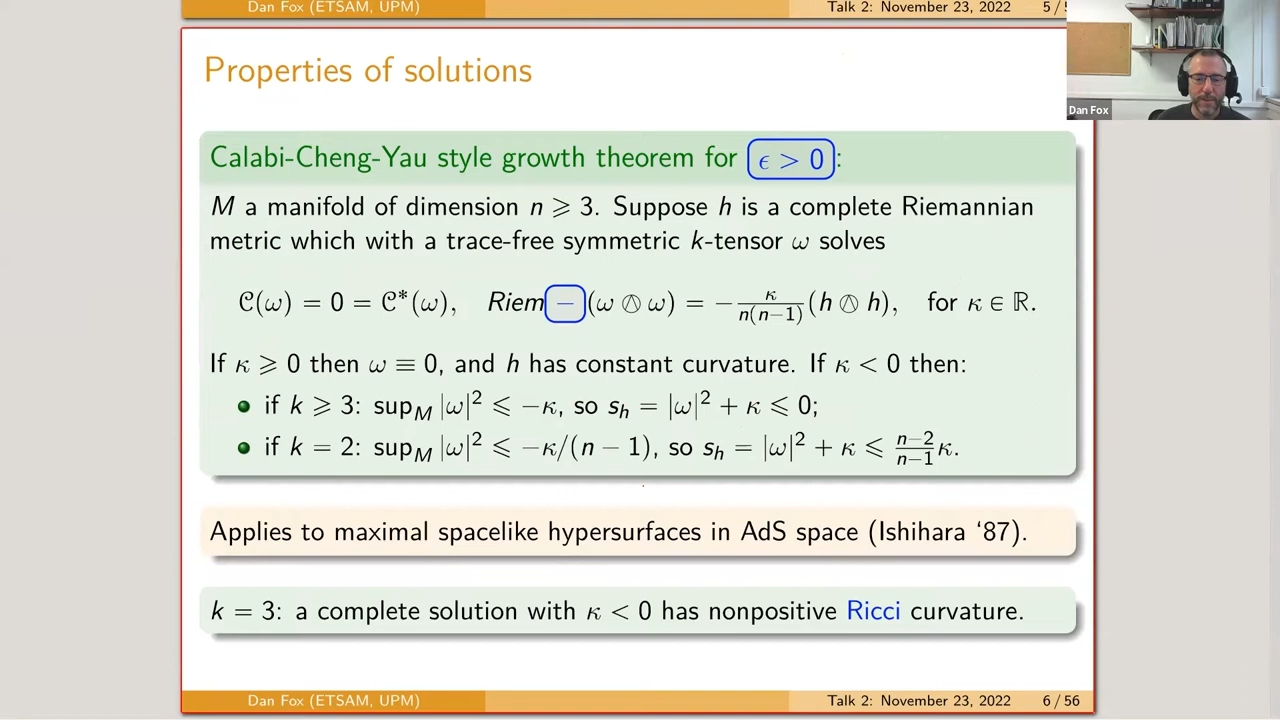 Dan Fox (ETSAM, UPM) Talk 2: November 23, 2022 5 / 5
Properties of solutions
Calabi-Cheng-Yau style growth theorem for ϵ > 0:
M a manifold of dimension n ⩾ 3. Suppose h is a complete Riemannian
metric which with a trace-free symmetric k-tensor ω solves
𝒞(ω) = 0 = 𝒞*(ω), Riem − (ω ⊙ ω) = −κ/n(n−1) (h ⊙ h), for κ ∈ ℝ.
If κ ⩾ 0 then ω ≡ 0, and h has constant curvature. If κ < 0 then:
• if k ⩾ 3: sup_M |ω|² ⩽ −κ, so s_h = |ω|² + κ ⩽ 0;
• if k = 2: sup_M |ω|² ⩽ −κ/(n − 1), so s_h = |ω|² + κ ⩽ n−2/n−1 κ.
Applies to maximal spacelike hypersurfaces in AdS space (Ishihara ‘87).
k = 3: a complete solution with κ < 0 has nonpositive Ricci curvature.
Dan Fox (ETSAM, UPM) Talk 2: November 23, 2022 6 / 56
Dan Fox